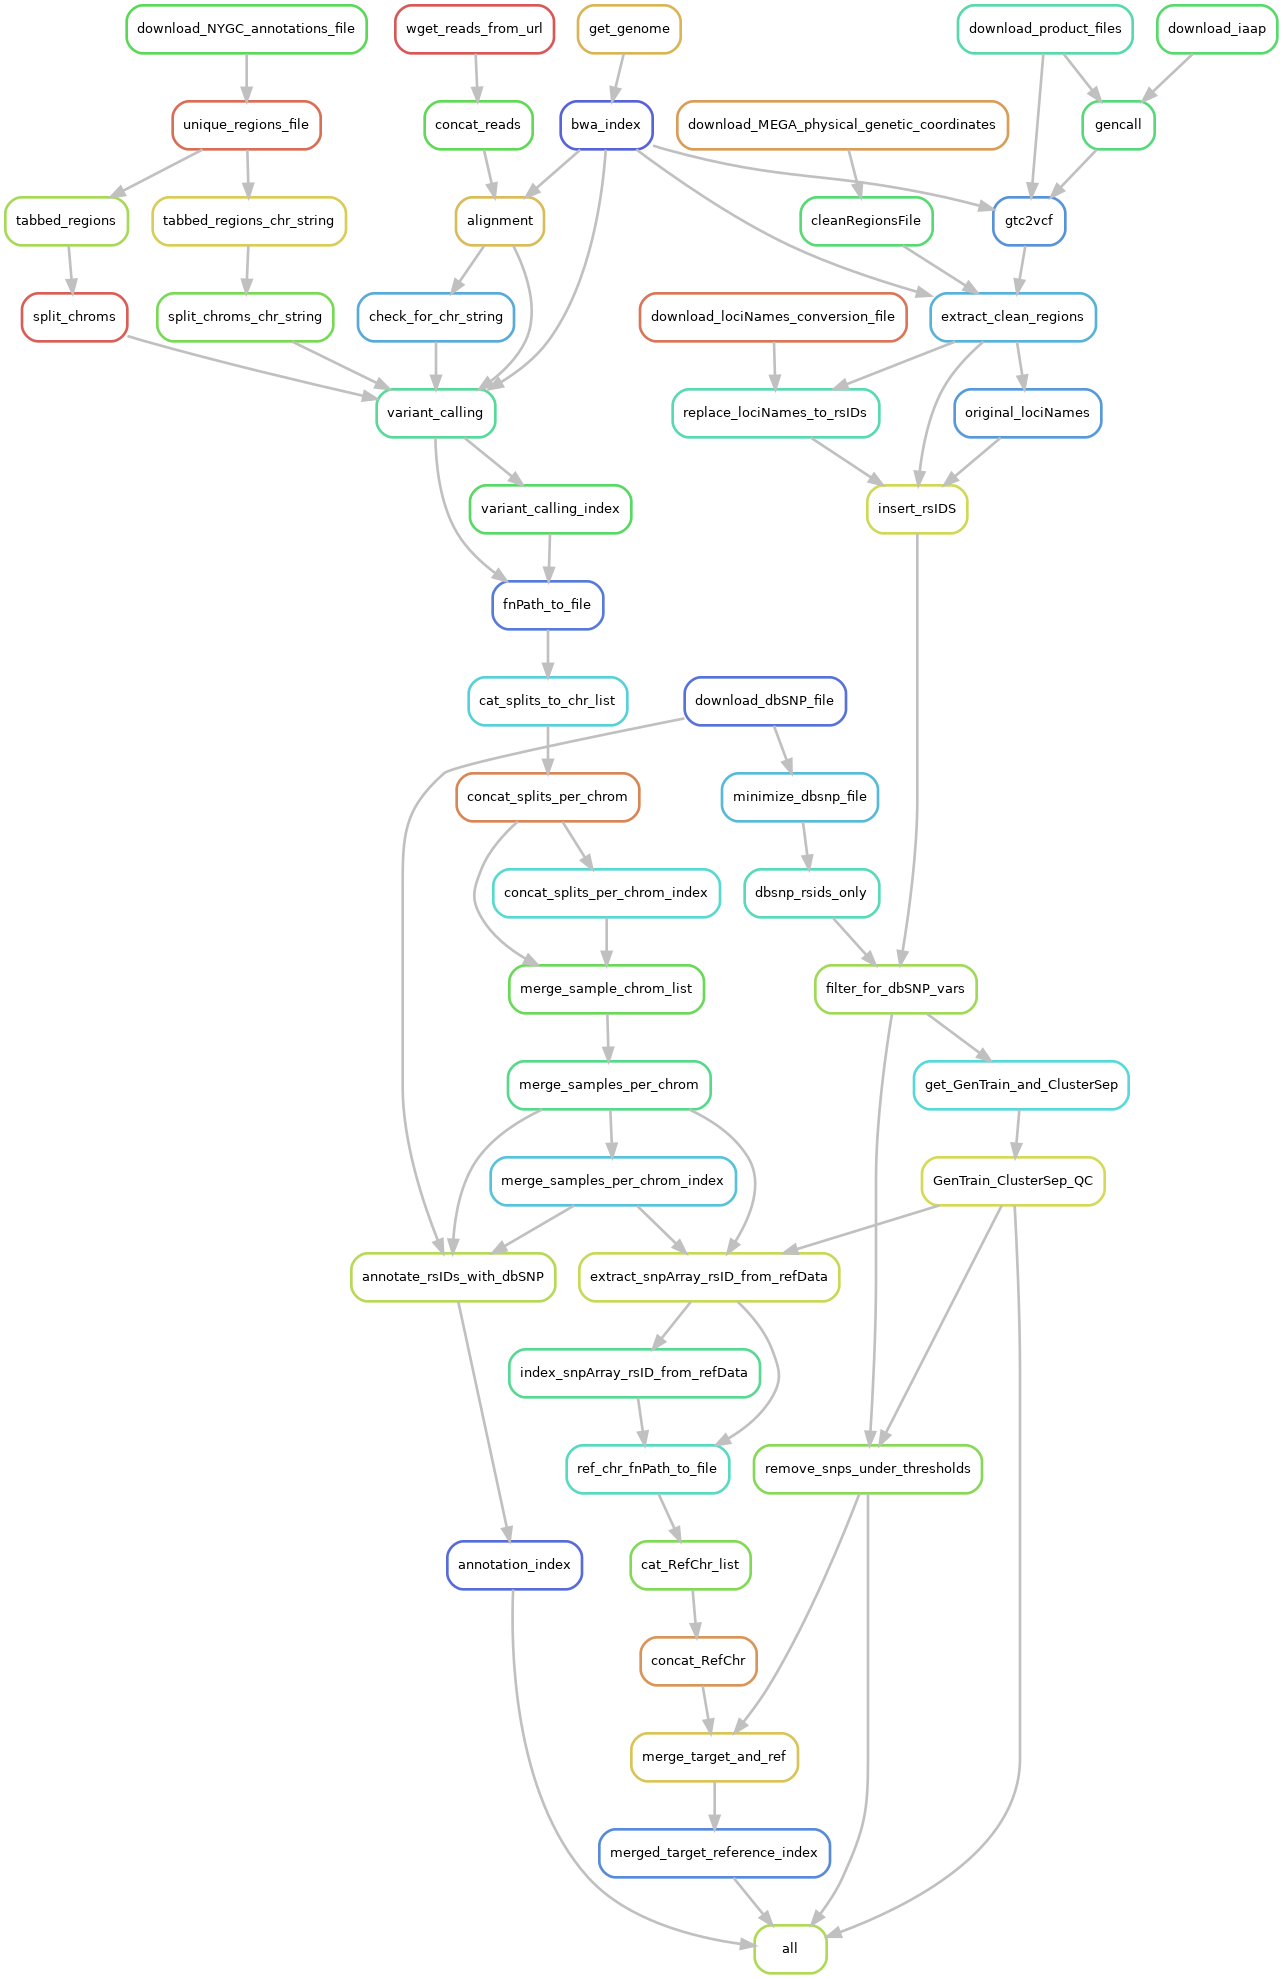 download_NYGC_annotations_file
wget_reads_from_url
get_genome
download_product_files
download_iaap
unique_regions_file
concat_reads
bwa_index
download_MEGA_physical_genetic_coordinates
gencall
tabbed_regions
tabbed_regions_chr_string
alignment
cleanRegionsFile
gtc2vcf
split_chroms
split_chroms_chr_string
check_for_chr_string
download_lociNames_conversion_file
extract_clean_regions
variant_calling
replace_lociNames_to_rsIDs
original_lociNames
variant_calling_index
insert_rsIDS
fnPath_to_file
cat_splits_to_chr_list
download_dbSNP_file
concat_splits_per_chrom
minimize_dbsnp_file
concat_splits_per_chrom_index
dbsnp_rsids_only
merge_sample_chrom_list
filter_for_dbSNP_vars
merge_samples_per_chrom
get_GenTrain_and_ClusterSep
merge_samples_per_chrom_index
GenTrain_ClusterSep_QC
annotate_rsIDs_with_dbSNP
extract_snpArray_rsID_from_refData
index_snpArray_rsID_from_refData
ref_chr_fnPath_to_file
remove_snps_under_thresholds
annotation_index
cat_RefChr_list
concat_RefChr
merge_target_and_ref
merged_target_reference_index
all